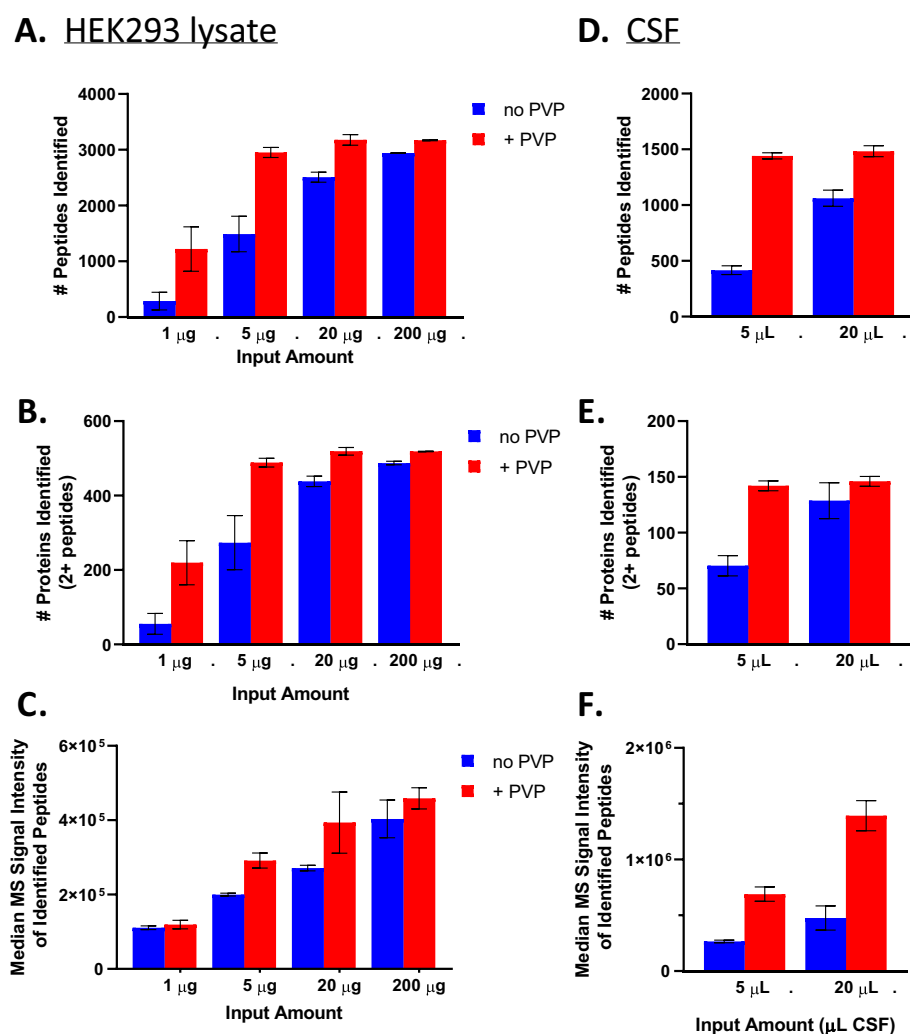 A. HEK293 lysate
# Peptides Identified
4000
3000
2000
1000
0
1 μg . 5 μg . 20 μg . 200 μg .
Input Amount
no PVP
+ PVP
B.
# Proteins Identified
(2+ peptides)
600
400
200
0
1 μg . 5 μg . 20 μg . 200 μg .
Input Amount
no PVP
+ PVP
C.
Median MS Signal Intensity
of Identified Peptides
6×10⁵
4×10⁵
2×10⁵
0
1 μg . 5 μg . 20 μg . 200 μg .
Input Amount
no PVP
+ PVP
D. CSF
# Peptides Identified
2000
1500
1000
500
0
5 μL . 20 μL .
E.
# Proteins Identified
(2+ peptides)
200
150
100
50
0
5 μL . 20 μL .
F.
Median MS Signal Intensity
of Identified Peptides
2×10⁶
1×10⁶
0
5 μL . 20 μL .
Input Amount (μL CSF)